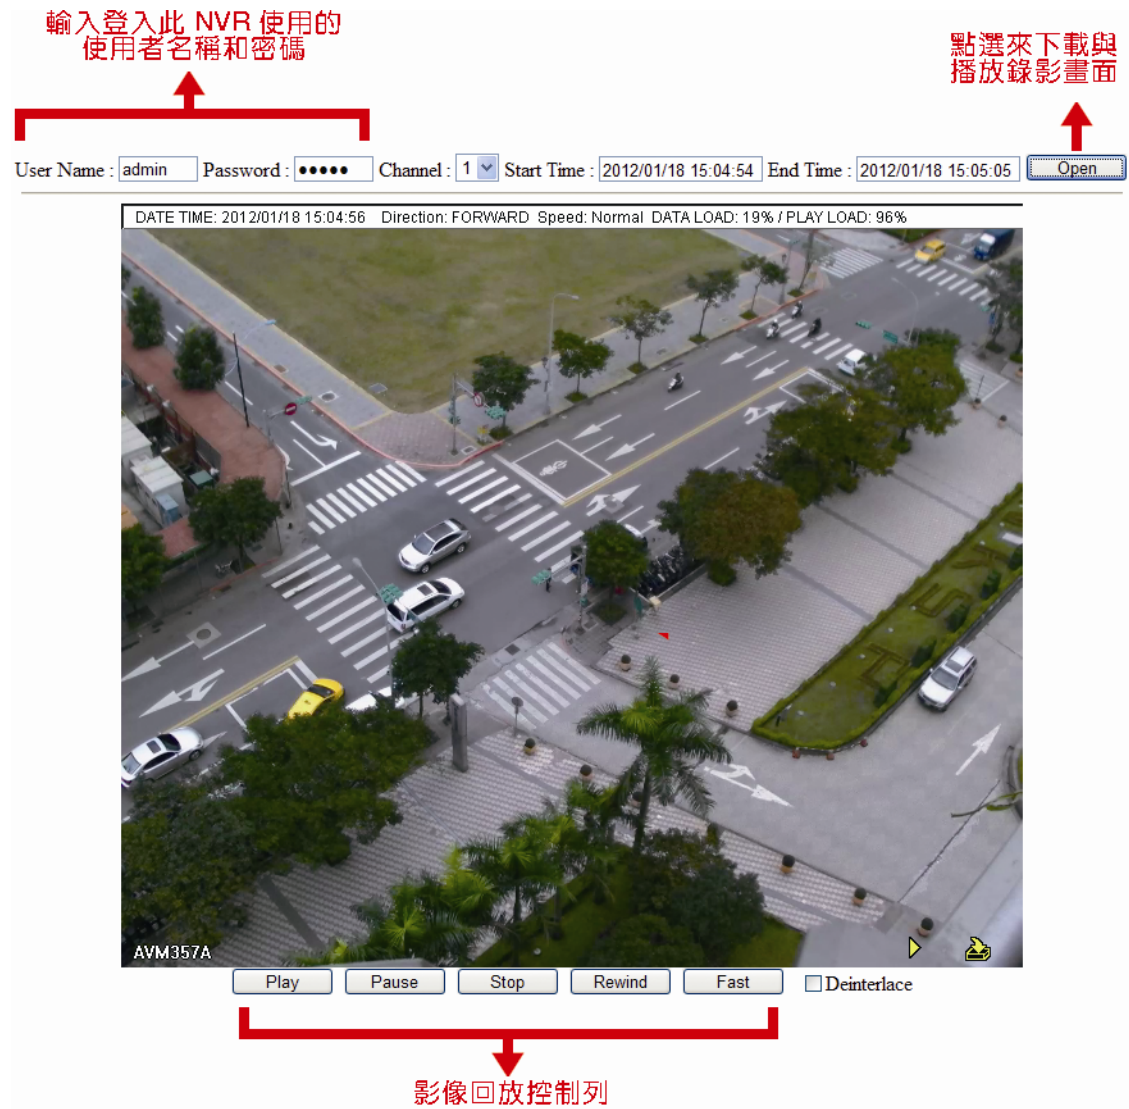 輸入登入此 NVR 使用的
使用者名稱和密碼
點選來下載與
播放錄影畫面
User Name : admin Password : ●●●●● Channel : 1 Start Time : 2012/01/18 15:04:54 End Time : 2012/01/18 15:05:05 Open
DATE TIME: 2012/01/18 15:04:56 Direction: FORWARD Speed: Normal DATA LOAD: 19% / PLAY LOAD: 96%
AVM357A
Play Pause Stop Rewind Fast Deinterlace
影像回放控制列